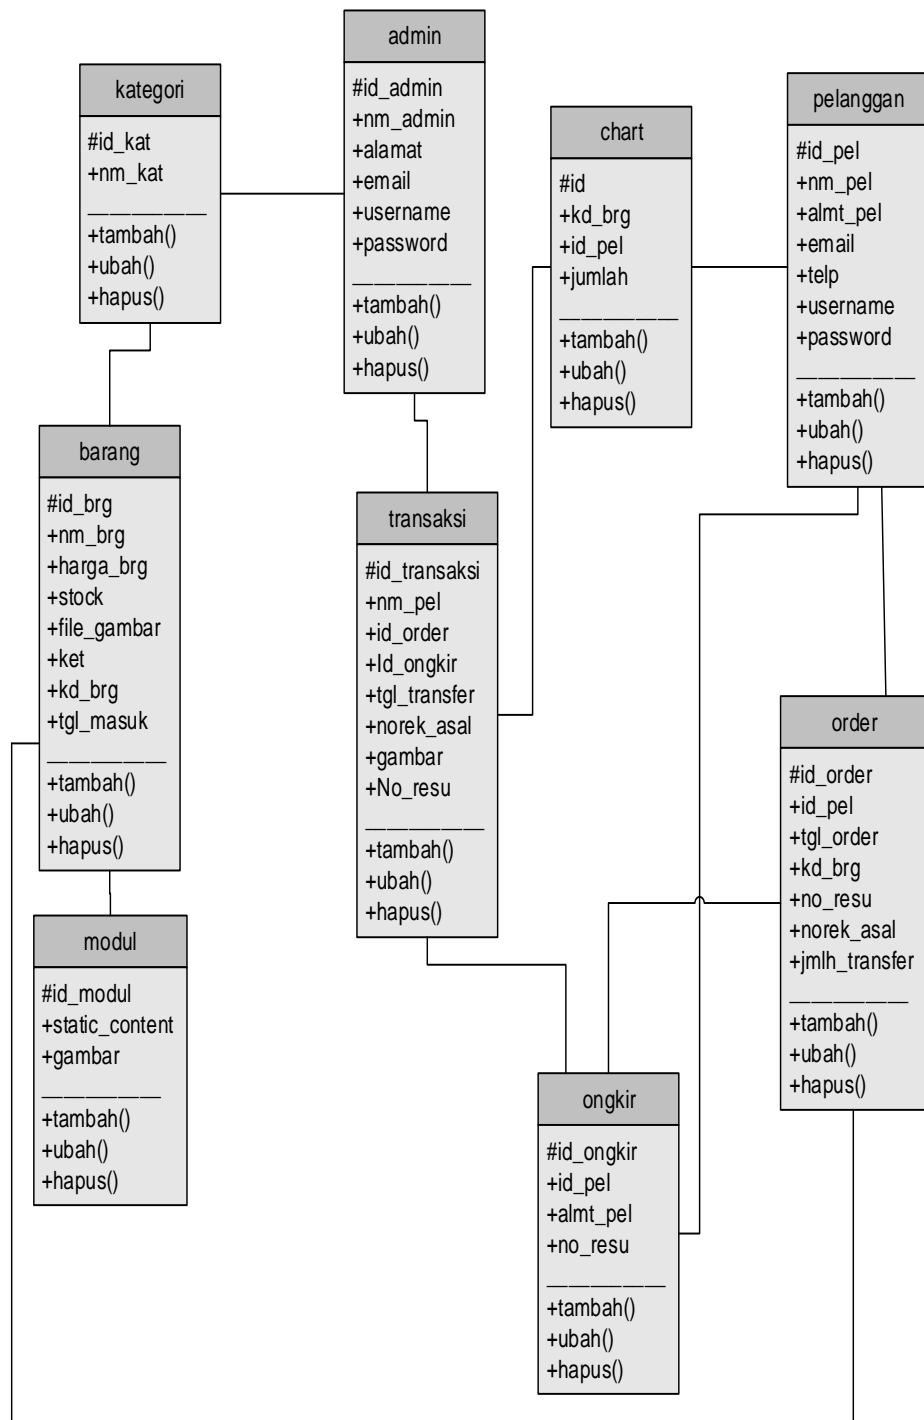 admin
#id_admin
+nm_admin
+alamat
+email
+username
+password
+tambah()
+ubah()
+hapus()
kategori
#id_kat
+nm_kat
+tambah()
+ubah()
+hapus()
chart
#id
+kd_brg
+id_pel
+jumlah
+tambah()
+ubah()
+hapus()
pelanggan
#id_pel
+nm_pel
+almt_pel
+email
+telp
+username
+password
+tambah()
+ubah()
+hapus()
barang
#id_brg
+nm_brg
+harga_brg
+stock
+file_gambar
+ket
+kd_brg
+tgl_masuk
+tambah()
+ubah()
+hapus()
transaksi
#id_transaksi
+nm_pel
+id_order
+Id_ongkir
+tgl_transfer
+norek_asal
+gambar
+No_resu
+tambah()
+ubah()
+hapus()
order
#id_order
+id_pel
+tgl_order
+kd_brg
+no_resu
+norek_asal
+jmlh_transfer
+tambah()
+ubah()
+hapus()
modul
#id_modul
+static_content
+gambar
+tambah()
+ubah()
+hapus()
ongkir
#id_ongkir
+id_pel
+almt_pel
+no_resu
+tambah()
+ubah()
+hapus()